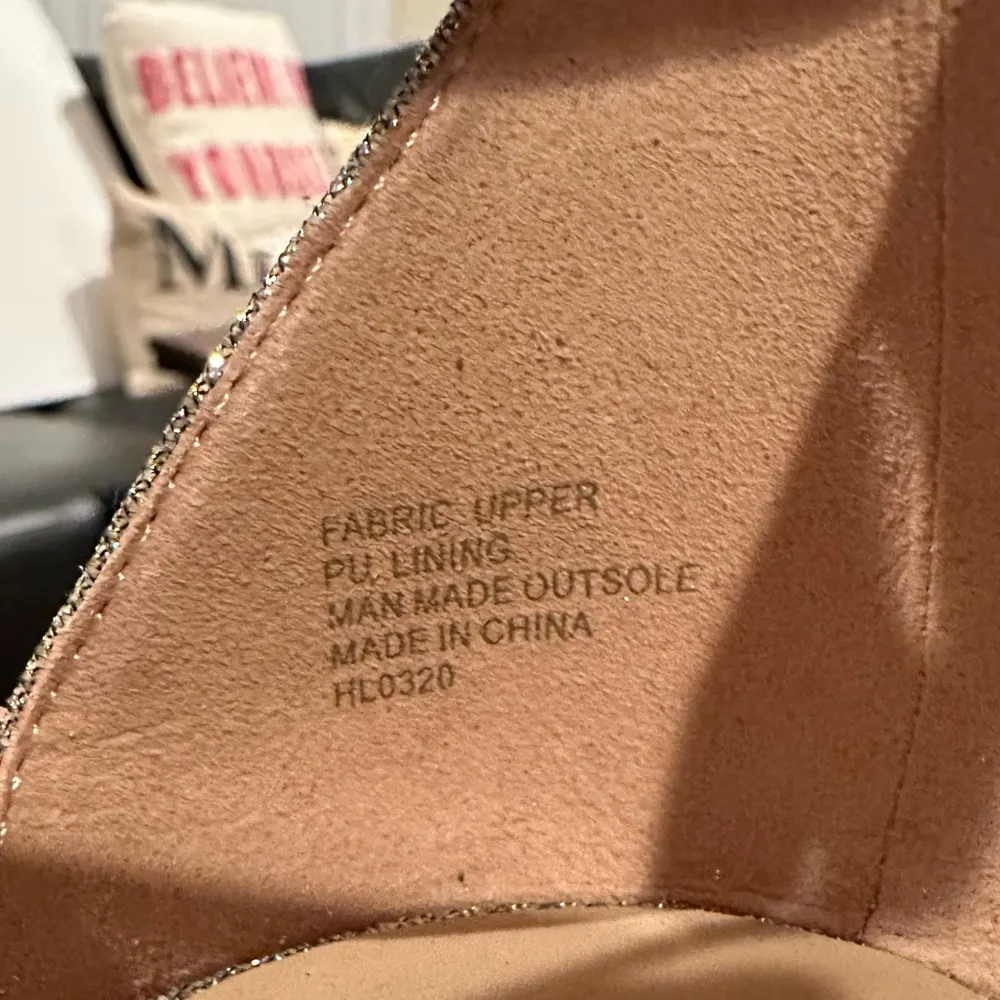 FABRIC UPPER
PU. LINING
MAN MADE OUTSOLE
MADE IN CHINA
HL0320